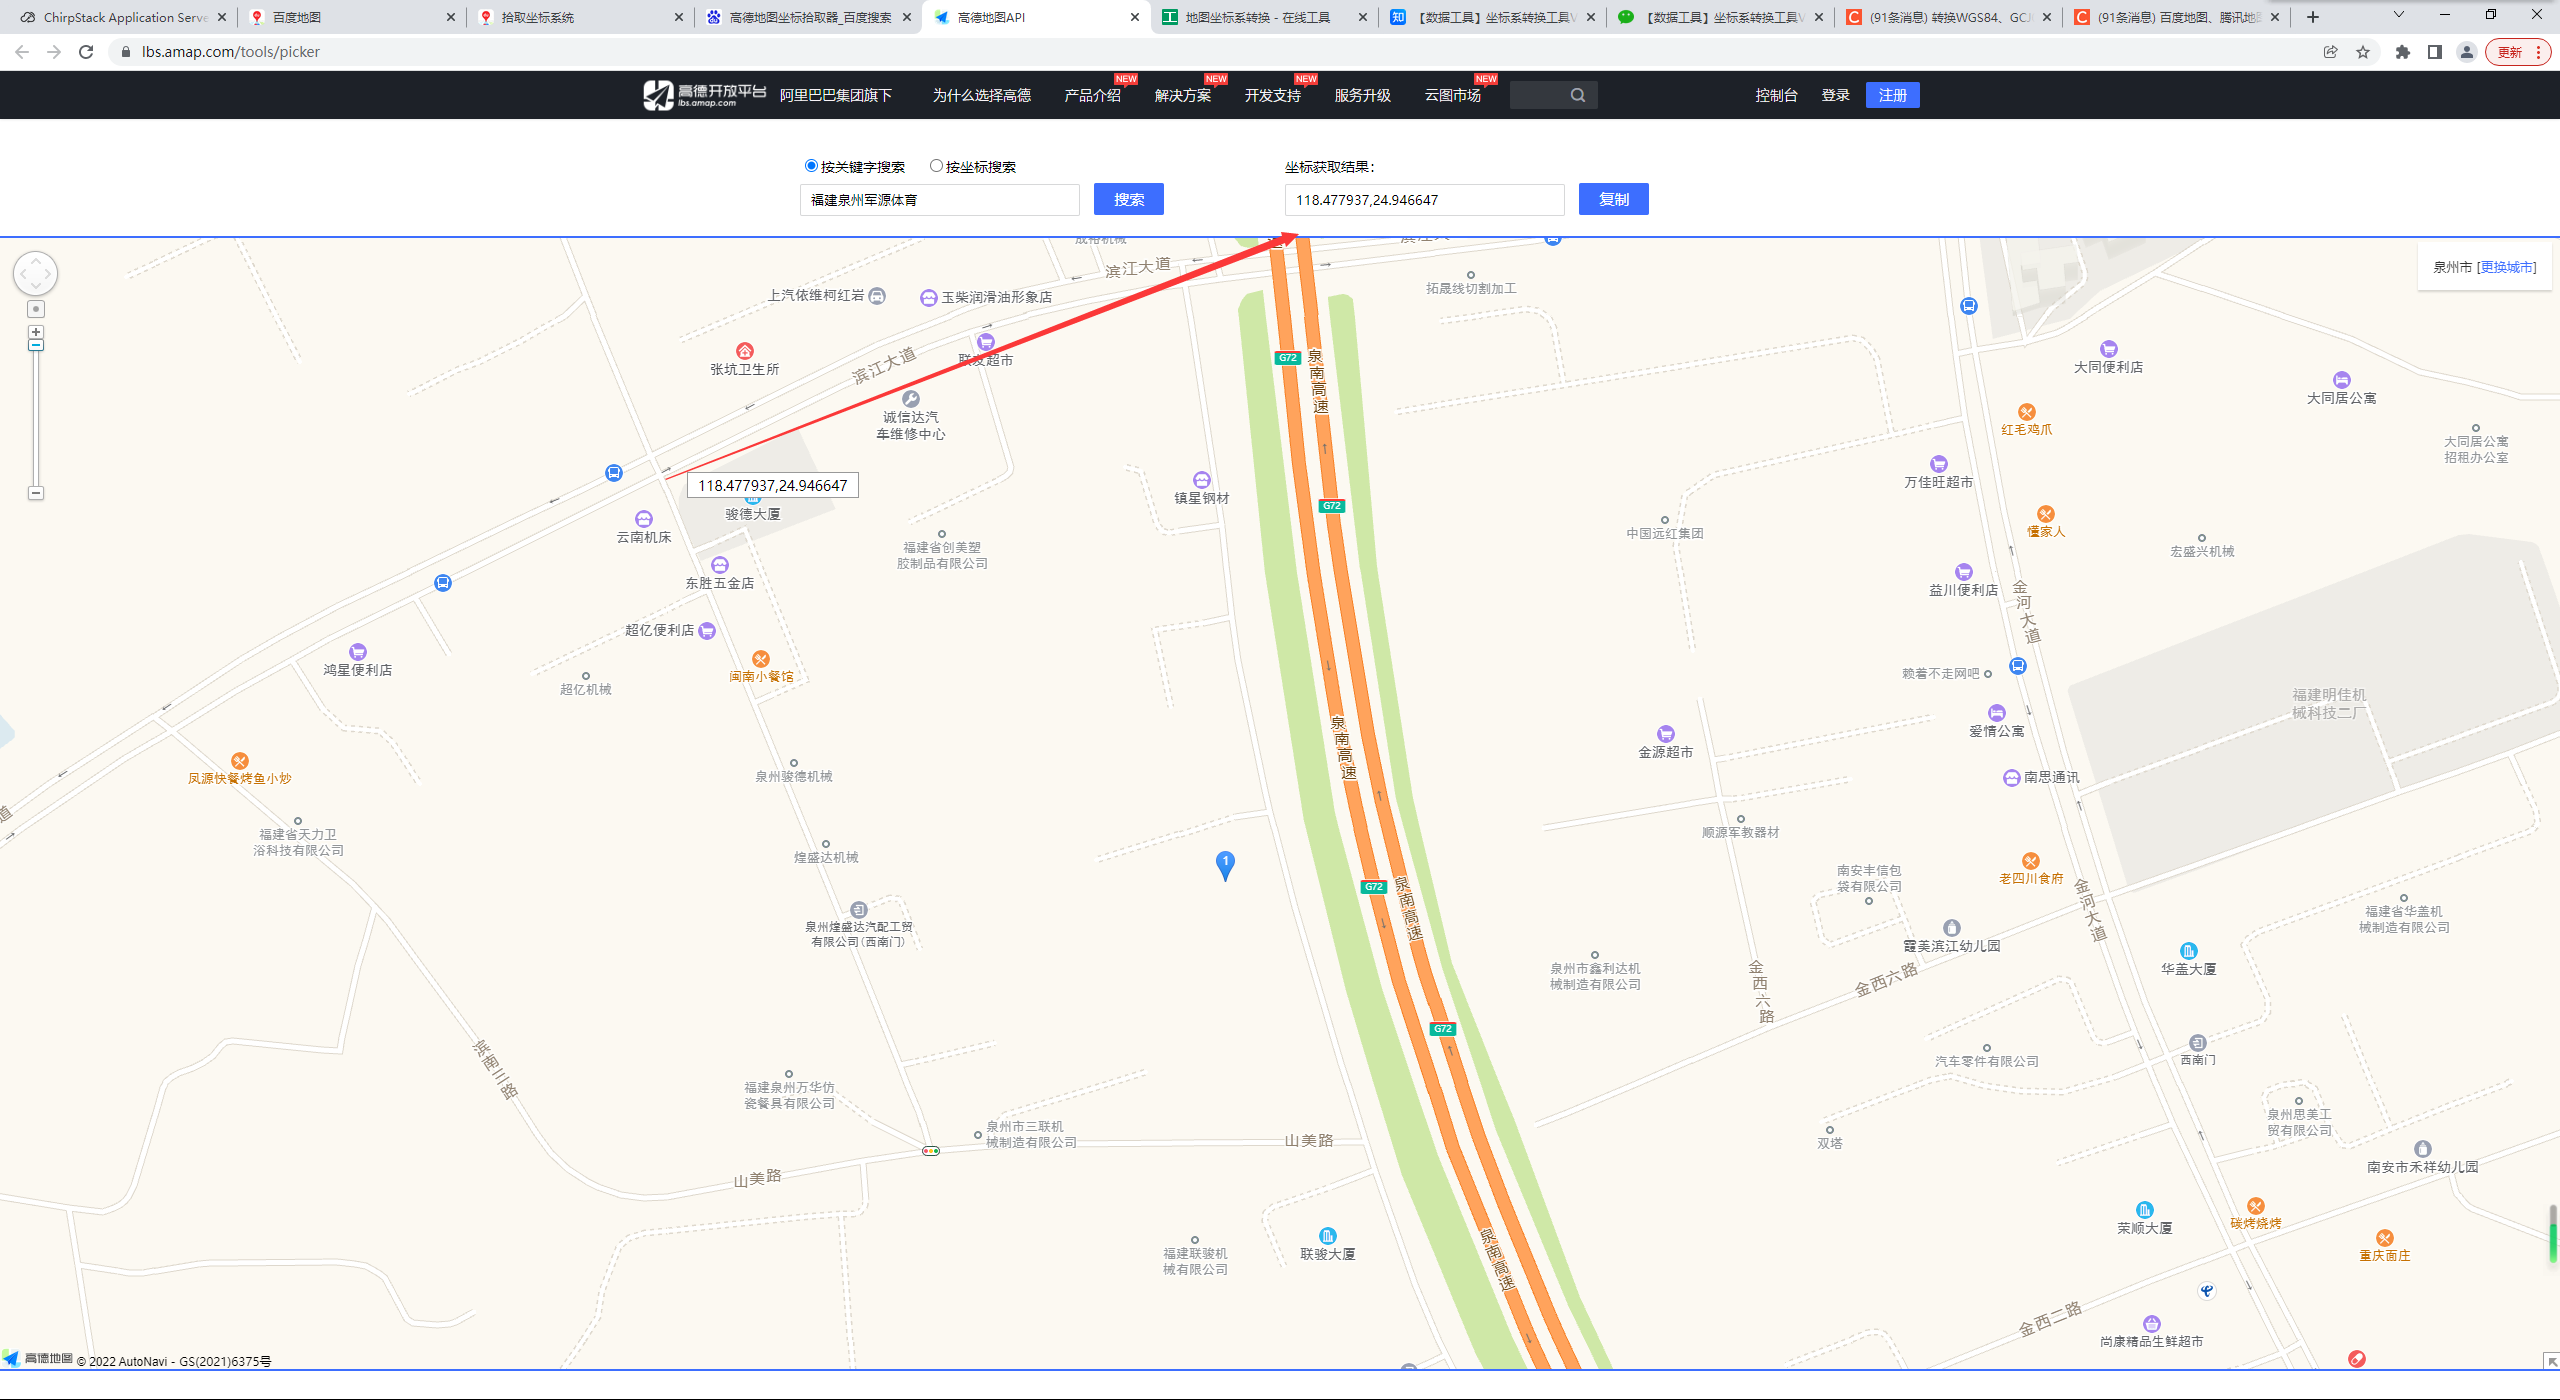 ChirpStack Application Serve
百度地图
拾取坐标系统
高德地图坐标拾取器_百度搜索
高德地图API
地图坐标系转换 - 在线工具
【数据工具】坐标系转换工具V
【数据工具】坐标系转换工具V
(91条消息) 转换WGS84、GCJ
(91条消息) 百度地图、腾讯地图
lbs.amap.com/tools/picker
更新
高德开放平台
lbs.amap.com
阿里巴巴集团旗下
为什么选择高德
产品介绍
NEW
解决方案
NEW
开发支持
NEW
服务升级
云图市场
NEW
控制台
登录
注册
按关键字搜索
按坐标搜索
坐标获取结果：
福建泉州军源体育
搜索
118.477937,24.946647
复制
泉州市 [更换城市]
滨江大道
上汽依维柯红岩
玉柴润滑油形象店
拓晟线切割加工
张坑卫生所
滨江大道
联发超市
G72
泉南高速
大同便利店
大同居公寓
诚信达汽
车维修中心
红毛鸡爪
大同居公寓
招租办公室
118.477937,24.946647
骏德大厦
镇星钢材
G72
万佳旺超市
云南机床
福建省创美塑
胶制品有限公司
中国远红集团
懂家人
宏盛兴机械
东胜五金店
益川便利店
金河大道
超亿便利店
鸿星便利店
闽南小餐馆
超亿机械
赖着不走网吧
福建明佳机
械科技二厂
泉南高速
金源超市
爱情公寓
凤源快餐烤鱼小炒
泉州骏德机械
南思通讯
道
福建省天力卫
浴科技有限公司
煌盛达机械
顺源军教器材
1
G72
泉南高速
南安丰信包
袋有限公司
老四川食府
金河大道
泉州煌盛达汽配工贸
有限公司(西南门)
霞美滨江幼儿园
福建省华盖机
械制造有限公司
泉州市鑫利达机
械制造有限公司
金西六路
金西六路
华盖大厦
G72
滨南三路
西南门
汽车零件有限公司
福建泉州万华仿
瓷餐具有限公司
泉州市三联机
械制造有限公司
山美路
双塔
泉州思美工
贸有限公司
山美路
南安市禾祥幼儿园
荣顺大厦
碳烤烧烤
泉南高速
福建联骏机
械有限公司
联骏大厦
重庆面庄
金西二路
尚康精品生鲜超市
高德地图
© 2022 AutoNavi - GS(2021)6375号